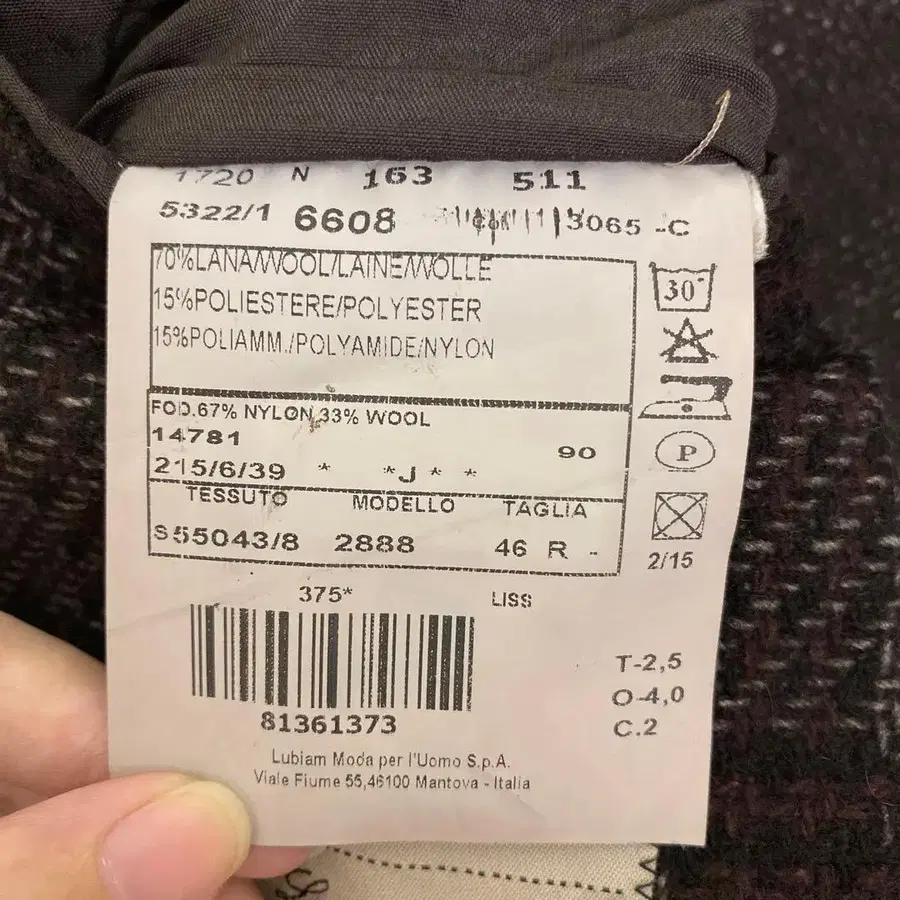 1720 N 163 511
5322/1 6608 3065 -C
70%LANA/WOOL/LAINE/WOLLE
15%POLIESTERE/POLYESTER
15%POLIAMM./POLYAMIDE/NYLON
30°
P
FOD.67% NYLON 33% WOOL
14781 90
215/6/39 * *J * *
TESSUTO MODELLO TAGLIA
S55043/8 2888 46 R -
2/15
375* LISS
81361373
T-2,5
O-4,0
C.2
Lubiam Moda per l'Uomo S.p.A.
Viale Fiume 55,46100 Mantova - Italia